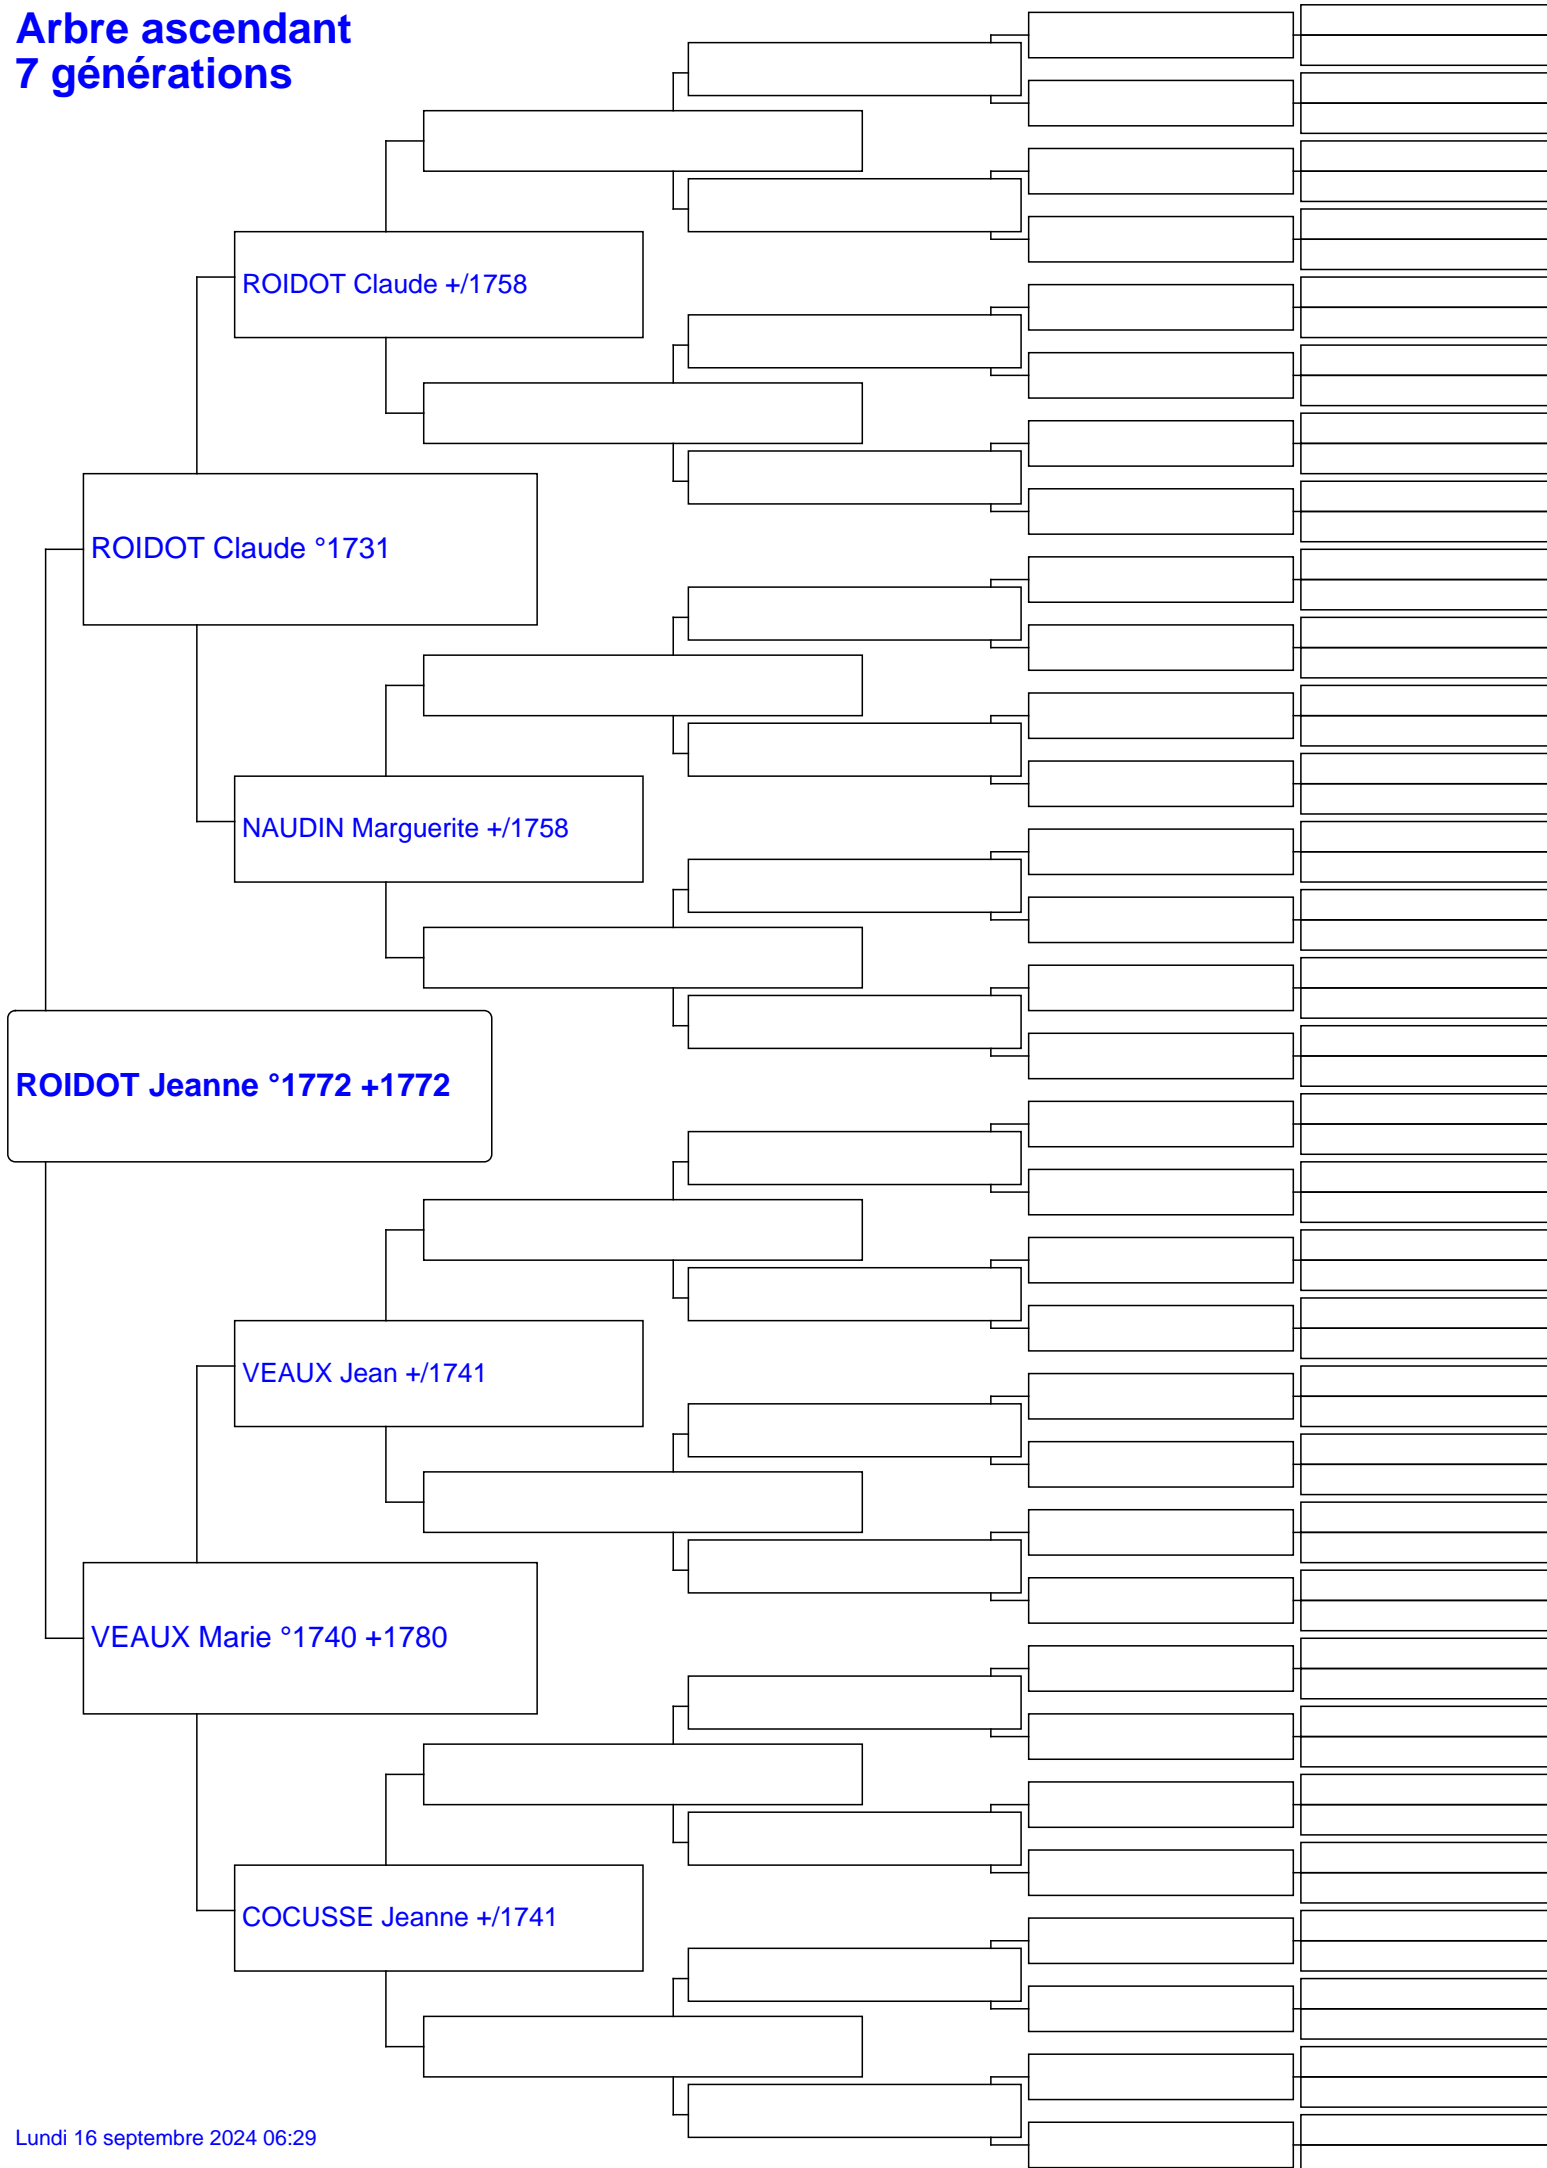 Arbre ascendant
7 générations
ROIDOT Claude +/1758
ROIDOT Claude °1731
NAUDIN Marguerite +/1758
ROIDOT Jeanne °1772 +1772
VEAUX Jean +/1741
VEAUX Marie °1740 +1780
COCUSSE Jeanne +/1741
Lundi 16 septembre 2024 06:29